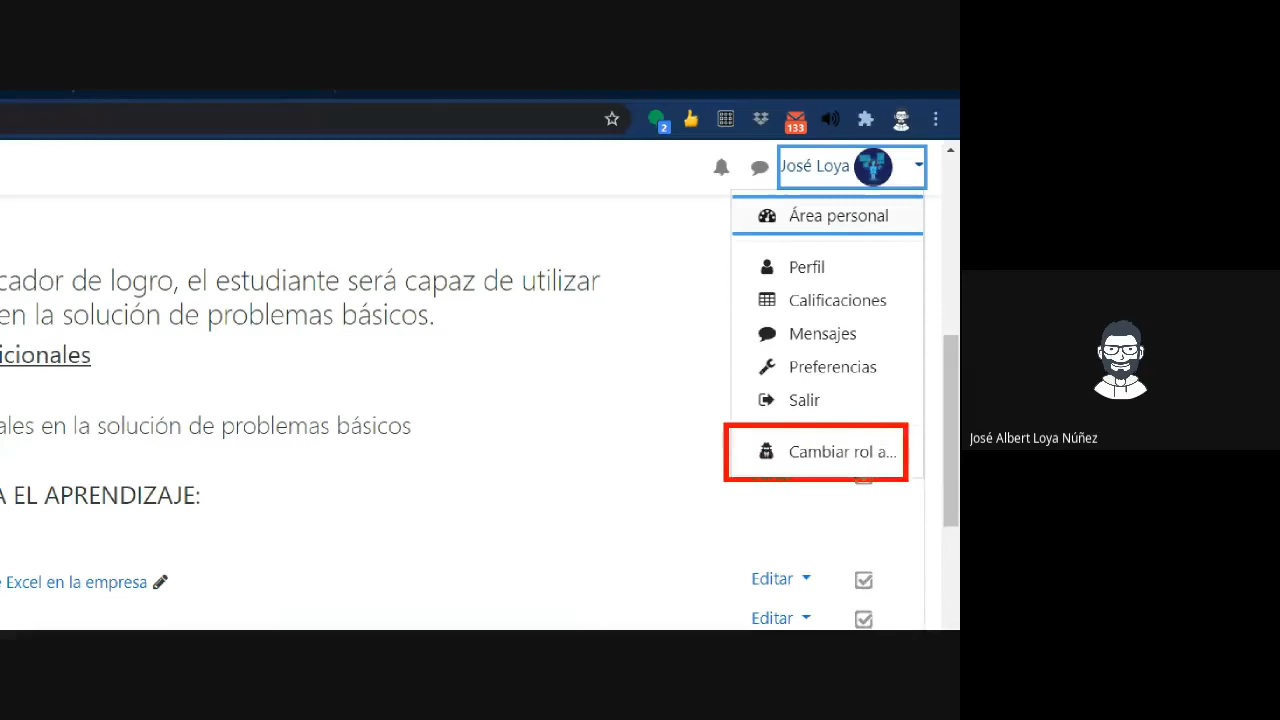 2
133
José Loya
Área personal
cador de logro, el estudiante será capaz de utilizar
Perfil
Calificaciones
en la solución de problemas básicos.
Mensajes
icionales
Preferencias
Salir
ales en la solución de problemas básicos
Cambiar rol a...
José Albert Loya Núñez
A EL APRENDIZAJE:
e Excel en la empresa
Editar
Editar